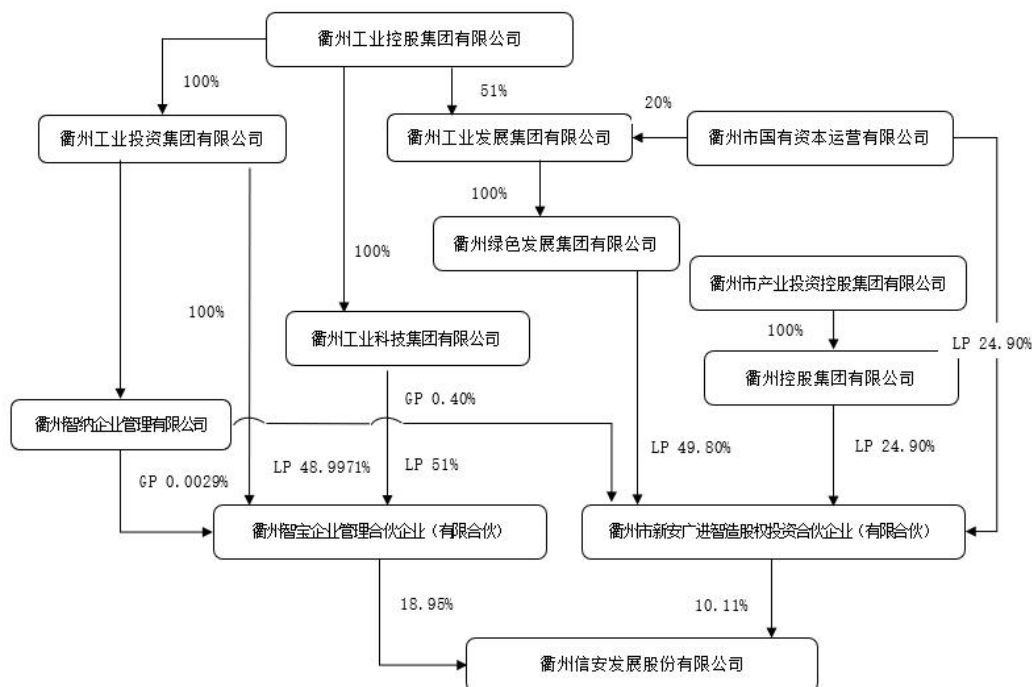 衢州工业控股集团有限公司
100%
51%
20%
衢州工业投资集团有限公司
衢州工业发展集团有限公司
衢州市国有资本运营有限公司
100%
衢州绿色发展集团有限公司
100%
衢州市产业投资控股集团有限公司
100%
衢州工业科技集团有限公司
100%
LP 24.90%
衢州控股集团有限公司
GP 0.40%
衢州智纳企业管理有限公司
LP 49.80%
LP 24.90%
LP 48.9971%
LP 51%
GP 0.0029%
衢州智宝企业管理合伙企业（有限合伙）
衢州市新安广进智造股权投资合伙企业（有限合伙）
18.95%
10.11%
衢州信安发展股份有限公司